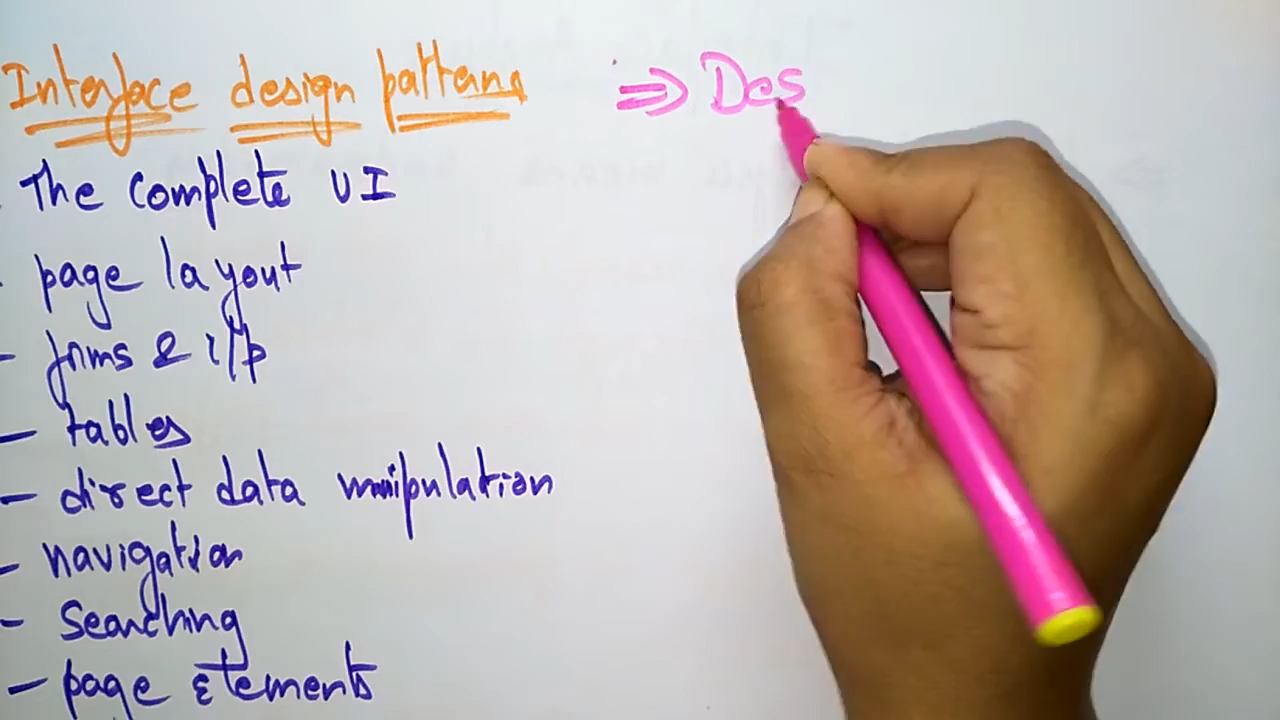 Interface design patterns
⇒ Des
The complete UI
- page layout
- forms & i/p
- tables
- direct data manipulation
- navigation
- Searching
- page Elements